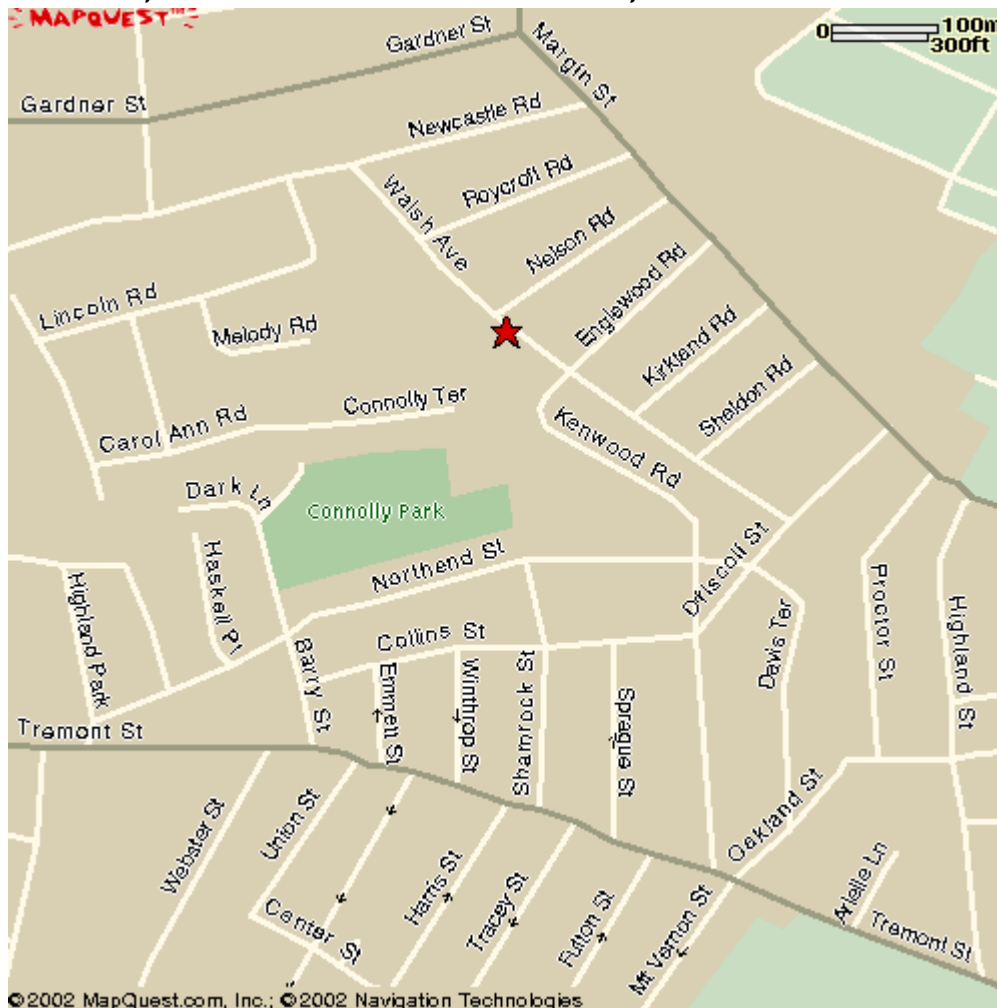 MAPQUEST™
0 100m
300ft
Gardner St
Margin St
Gardner St
Newcastle Rd
Roycroft Rd
Walsh Ave
Nelson Rd
Englewood Rd
Lincoln Rd
Melody Rd
Kirkland Rd
Sheldon Rd
Connolly Ter
Carol Ann Rd
Kenwood Rd
Dark Ln
Connolly Park
Northend St
Driscoll St
Haskell Pl
Highland Park
Proctor St
Highland St
Davis Ter
Collins St
Barry St
Emmett St
Winthrop St
Shamrock St
Sprague St
Tremont St
Oakland St
Webster St
Union St
Harris St
Tracey St
Fulton St
Mt Vernon St
Arielle Ln
Tremont St
Center St
©2002 MapQuest.com, Inc.; ©2002 Navigation Technologies